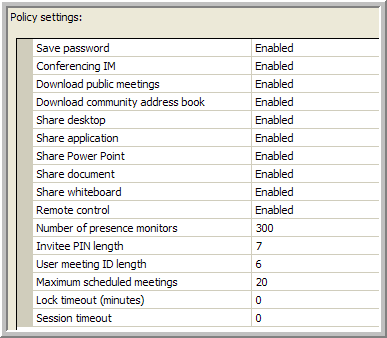 Policy settings:
Save password Enabled
Conferencing IM Enabled
Download public meetings Enabled
Download community address book Enabled
Share desktop Enabled
Share application Enabled
Share Power Point Enabled
Share document Enabled
Share whiteboard Enabled
Remote control Enabled
Number of presence monitors 300
Invitee PIN length 7
User meeting ID length 6
Maximum scheduled meetings 20
Lock timeout (minutes) 0
Session timeout 0